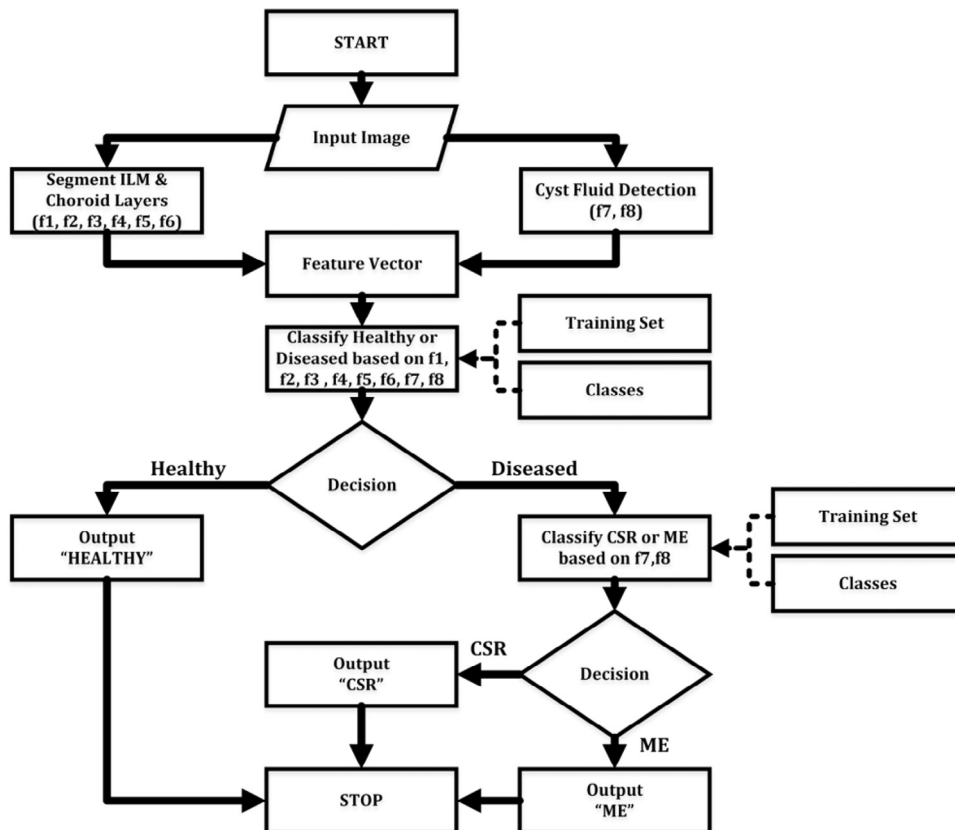 START
Input Image
Segment ILM &
Choroid Layers
(f1, f2, f3, f4, f5, f6)
Cyst Fluid Detection
(f7, f8)
Feature Vector
Classify Healthy or
Diseased based on f1,
f2, f3 , f4, f5, f6, f7, f8
Training Set
Classes
Healthy
Decision
Diseased
Output
“HEALTHY”
Classify CSR or ME
based on f7,f8
Training Set
Classes
CSR
Output
“CSR”
Decision
ME
STOP
Output
“ME”